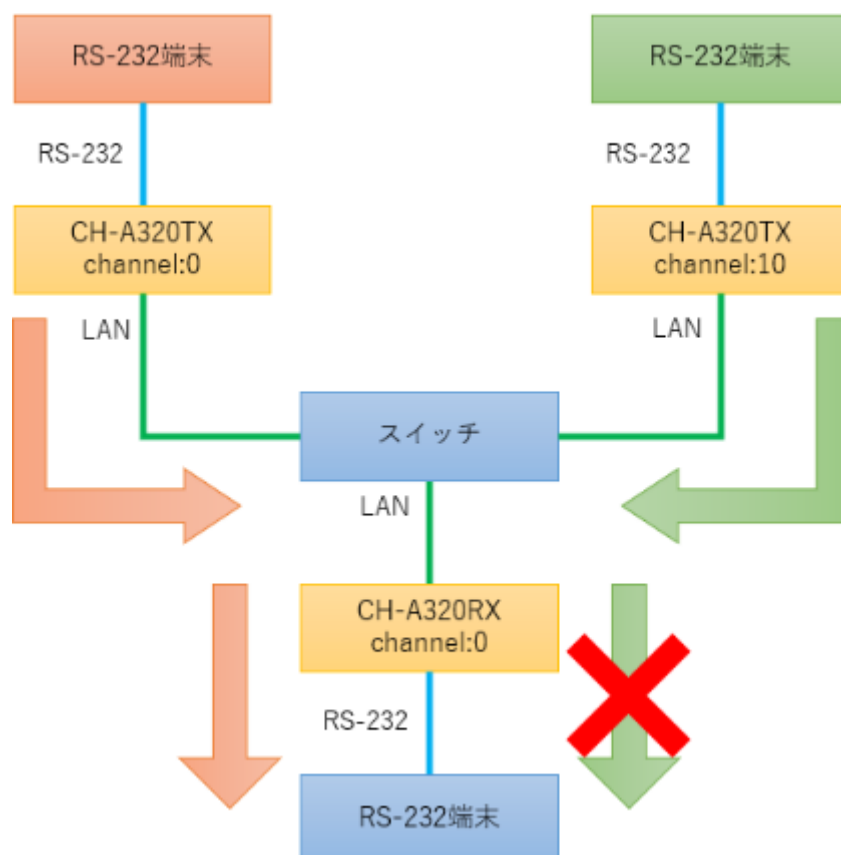 RS-232端末
RS-232端末
RS-232
RS-232
CH-A320TX
channel:0
CH-A320TX
channel:10
LAN
LAN
スイッチ
LAN
CH-A320RX
channel:0
RS-232
RS-232端末